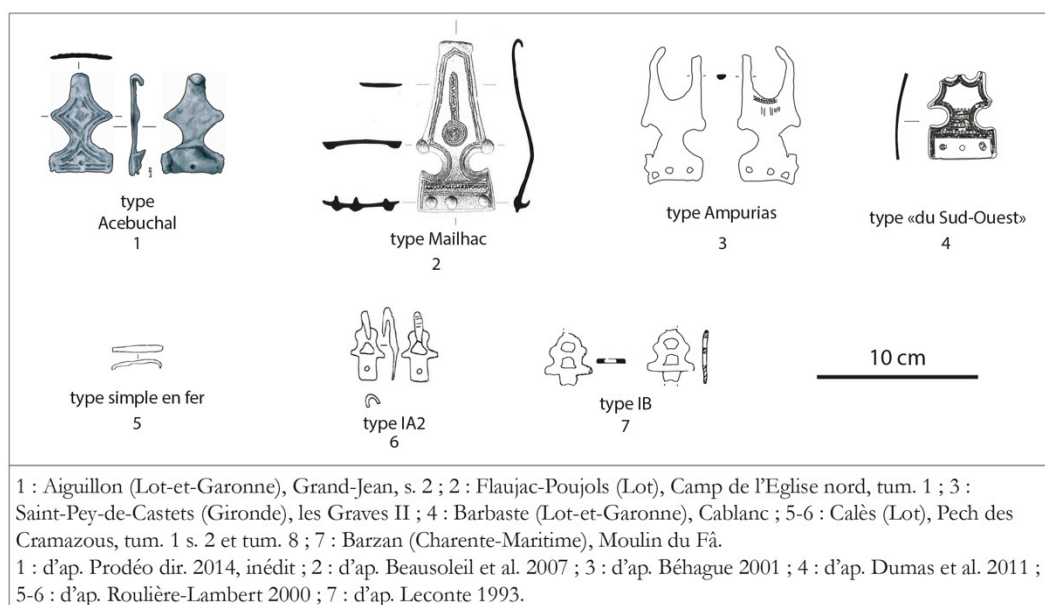 type
Acebuchal
1
type Mailhac
2
type Ampurias
3
type «du Sud-Ouest»
4
type simple en fer
5
type IA2
6
type IB
7
10 cm
1 : Aiguillon (Lot-et-Garonne), Grand-Jean, s. 2 ; 2 : Flaujac-Poujols (Lot), Camp de l'Eglise nord, tum. 1 ; 3 :
Saint-Pey-de-Castets (Gironde), les Graves II ; 4 : Barbaste (Lot-et-Garonne), Cablanc ; 5-6 : Calès (Lot), Pech des
Cramazous, tum. 1 s. 2 et tum. 8 ; 7 : Barzan (Charente-Maritime), Moulin du Fâ.
1 : d'ap. Prodéo dir. 2014, inédit ; 2 : d'ap. Beausoleil et al. 2007 ; 3 : d'ap. Béhague 2001 ; 4 : d'ap. Dumas et al. 2011 ;
5-6 : d'ap. Roulière-Lambert 2000 ; 7 : d'ap. Leconte 1993.